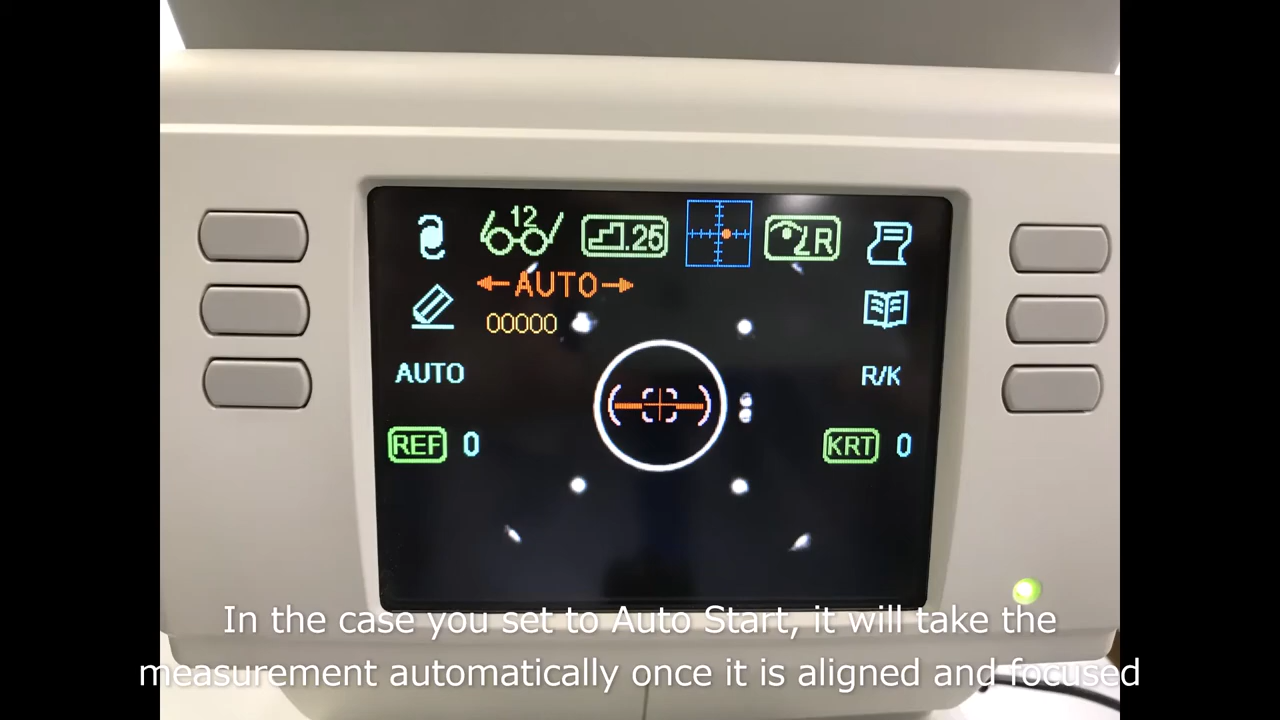 12
.25
R
←AUTO→
00000
AUTO
R/K
REF 0
KRT 0
In the case you set to Auto Start, it will take the
measurement automatically once it is aligned and focused